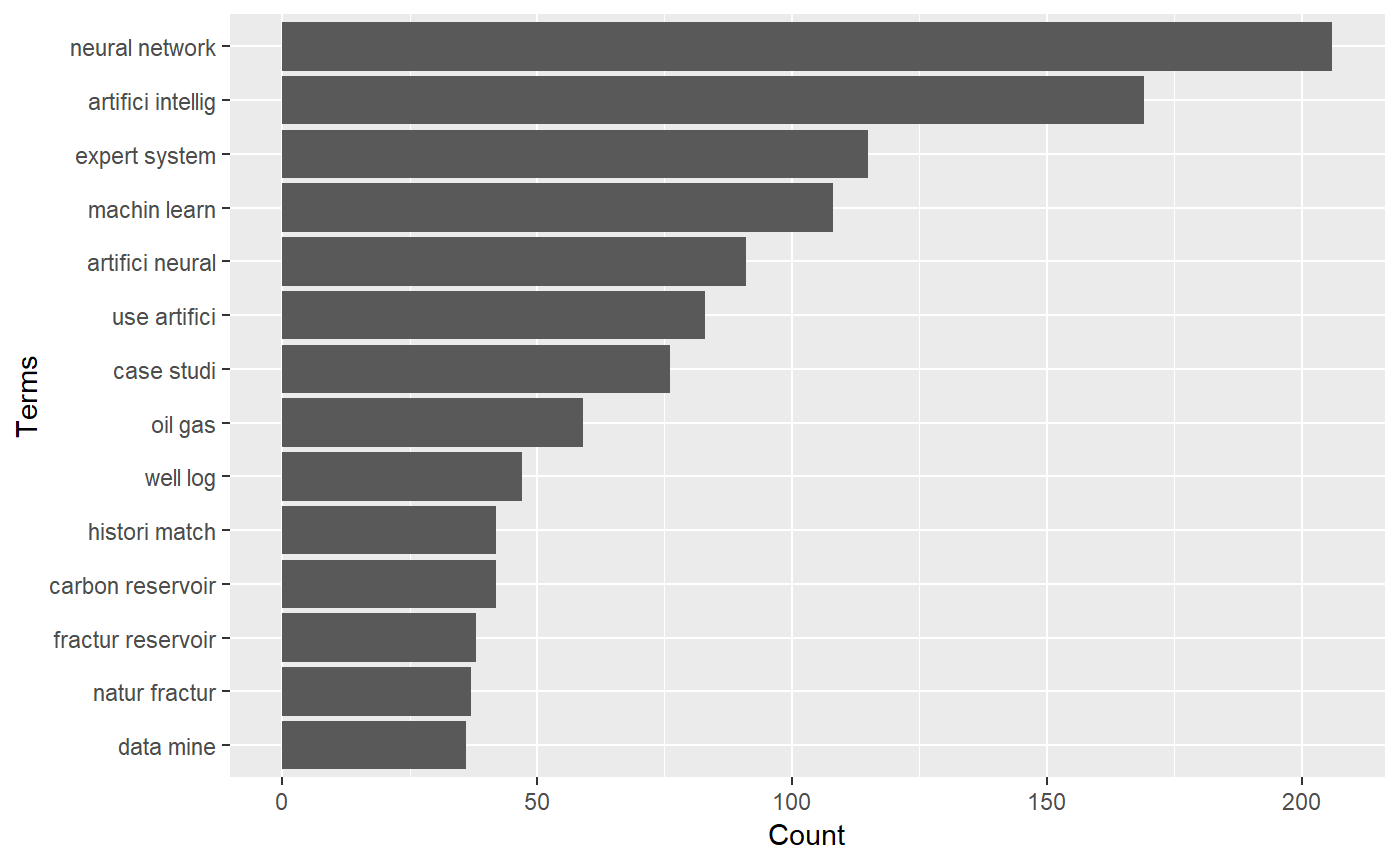 neural network
artifici intellig
expert system
machin learn
artifici neural
use artifici
case studi
oil gas
well log
histori match
carbon reservoir
fractur reservoir
natur fractur
data mine
Terms
0 50 100 150 200
Count